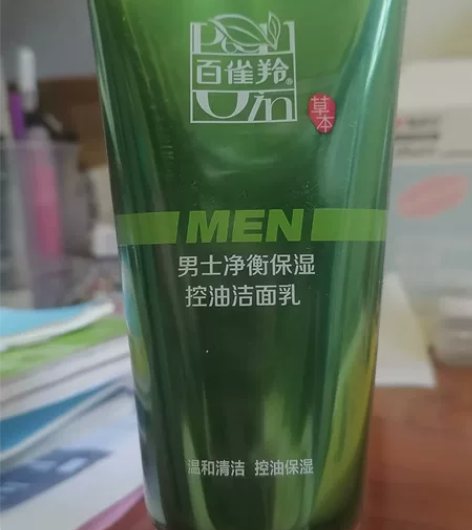 百雀羚®
草本
MEN
男士净衡保湿
控油洁面乳
温和清洁 控油保湿